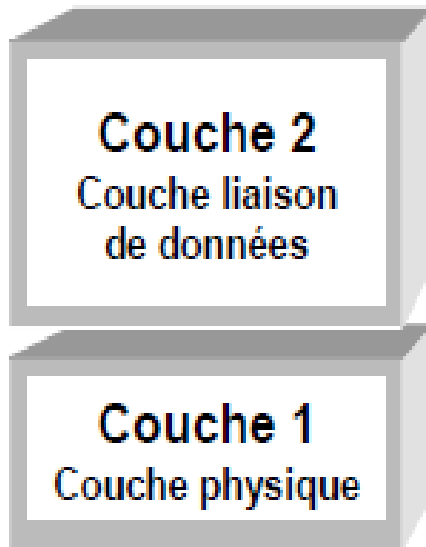 Couche 2
Couche liaison
de données
Couche 1
Couche physique